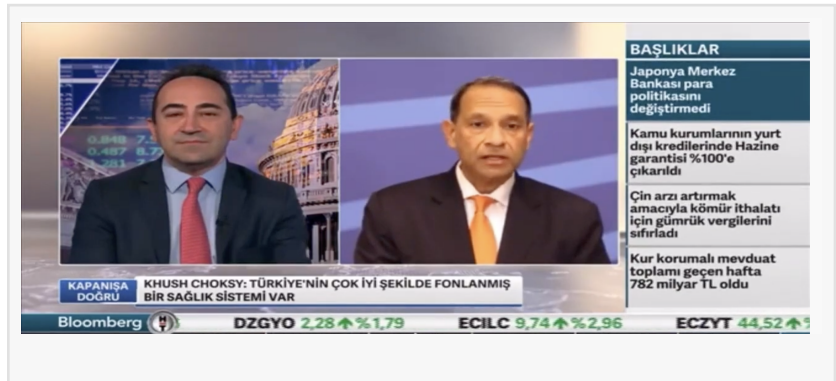 BAŞLIKLAR
Japonya Merkez
Bankası para
politikasını
değiştirmedi
Kamu kurumlarının yurt
dışı kredilerinde Hazine
garantisi %100'e
çıkarıldı
Çin arzı artırmak
amacıyla kömür ithalatı
için gümrük vergilerini
sıfırladı
Kur korumalı mevduat
toplamı geçen hafta
782 milyar TL oldu
KAPANIŞA
DOĞRU
KHUSH CHOKSY: TÜRKİYE'NİN ÇOK İYİ ŞEKİLDE FONLANMIŞ
BİR SAĞLIK SİSTEMİ VAR
Bloomberg HT DZGYO 2,28 %1,79 ECILC 9,74 %2,96 ECZYT 44,52